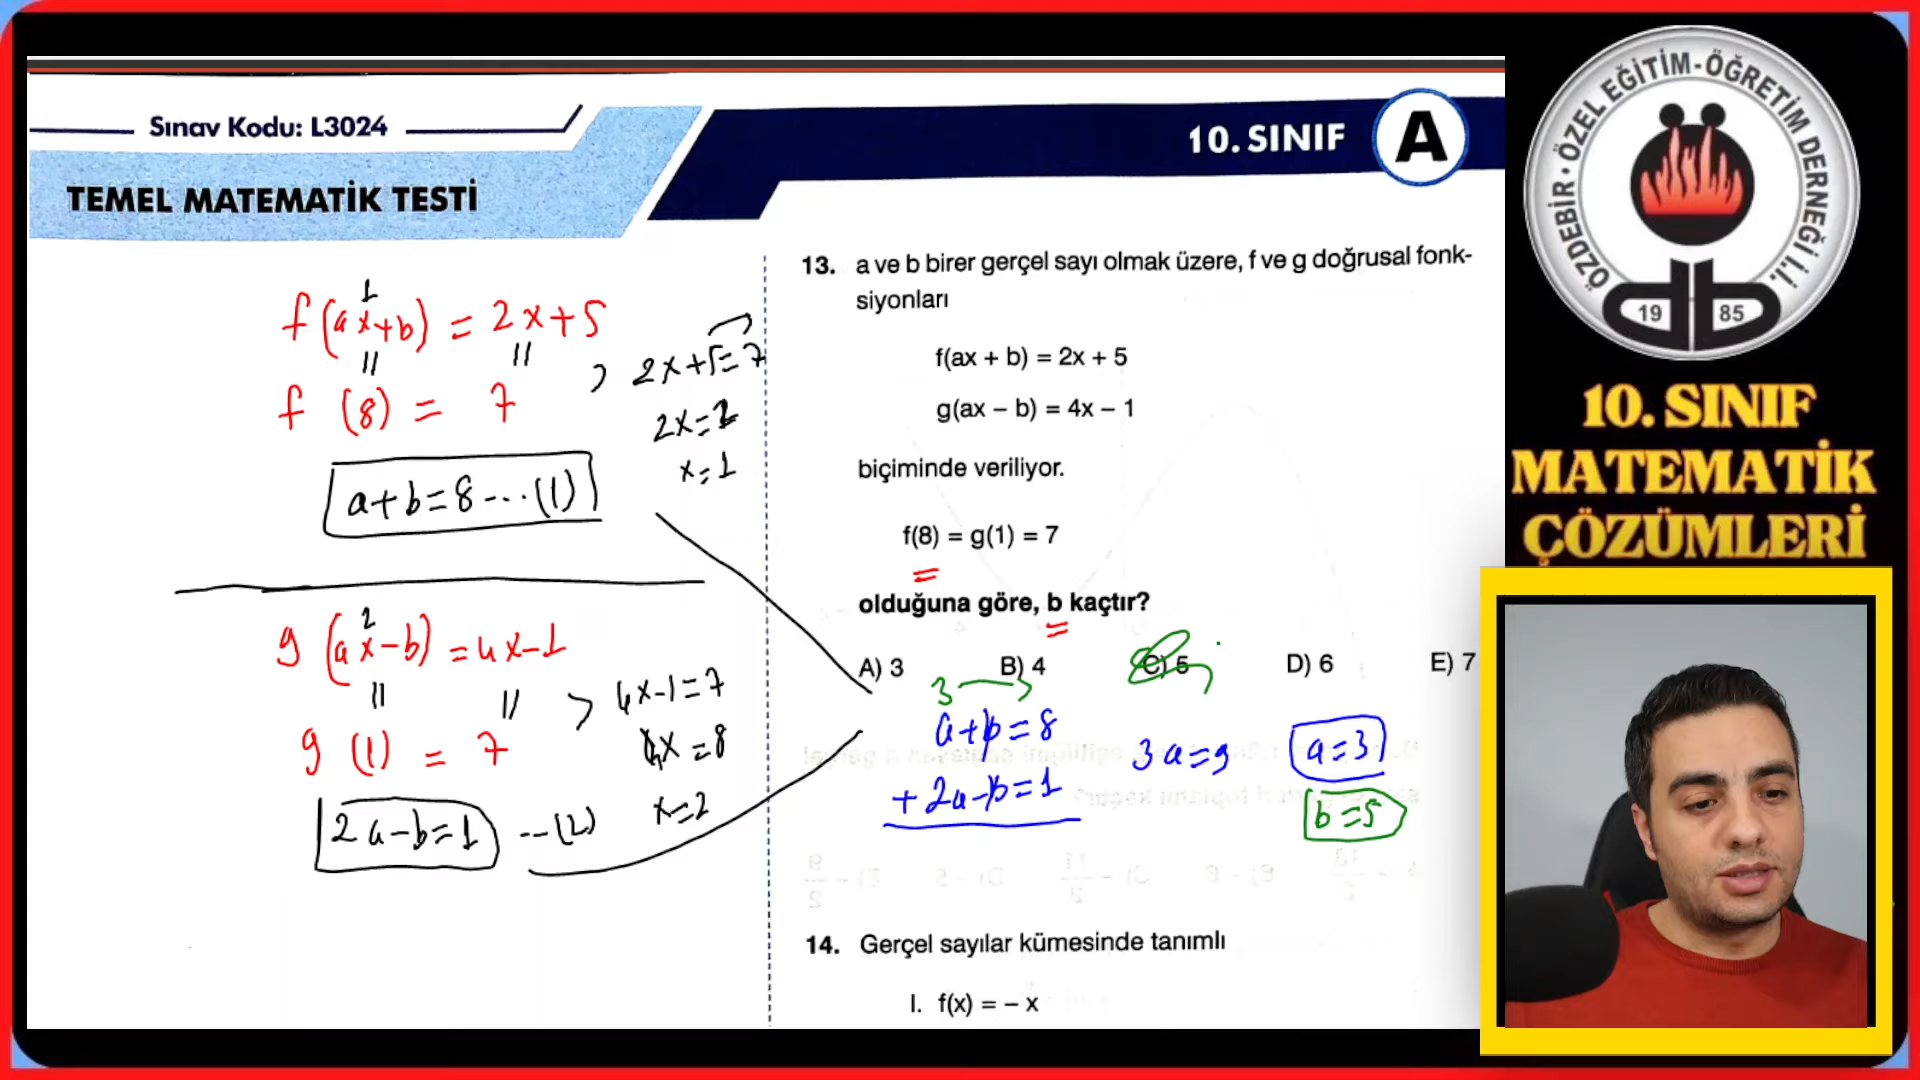 Sınav Kodu: L3024
10. SINIF
A
TEMEL MATEMATİK TESTİ
1
f(ax+b) = 2x+5
f (8) = 7
2x+5=7
2x=2
x=1
a+b=8 ... (1)
2
g(ax-b) = 4x-1
g (1) = 7
4x-1=7
4x=8
x=2
2a-b=1 --(2)
13. a ve b birer gerçel sayı olmak üzere, f ve g doğrusal fonk-
siyonları
f(ax + b) = 2x + 5
g(ax – b) = 4x – 1
biçiminde veriliyor.
f(8) = g(1) = 7
olduğuna göre, b kaçtır?
A) 3 B) 4 C) 5 D) 6 E) 7
3
a+b=8
+ 2a-b=1
3a=9
a=3
b=5
14. Gerçel sayılar kümesinde tanımlı
I. f(x) = – x
ÖZDEBİR · ÖZEL EĞİTİM-ÖĞRETİM DERNEĞİ İ.İ.
19 85
10. SINIF
MATEMATİK
ÇÖZÜMLERİ